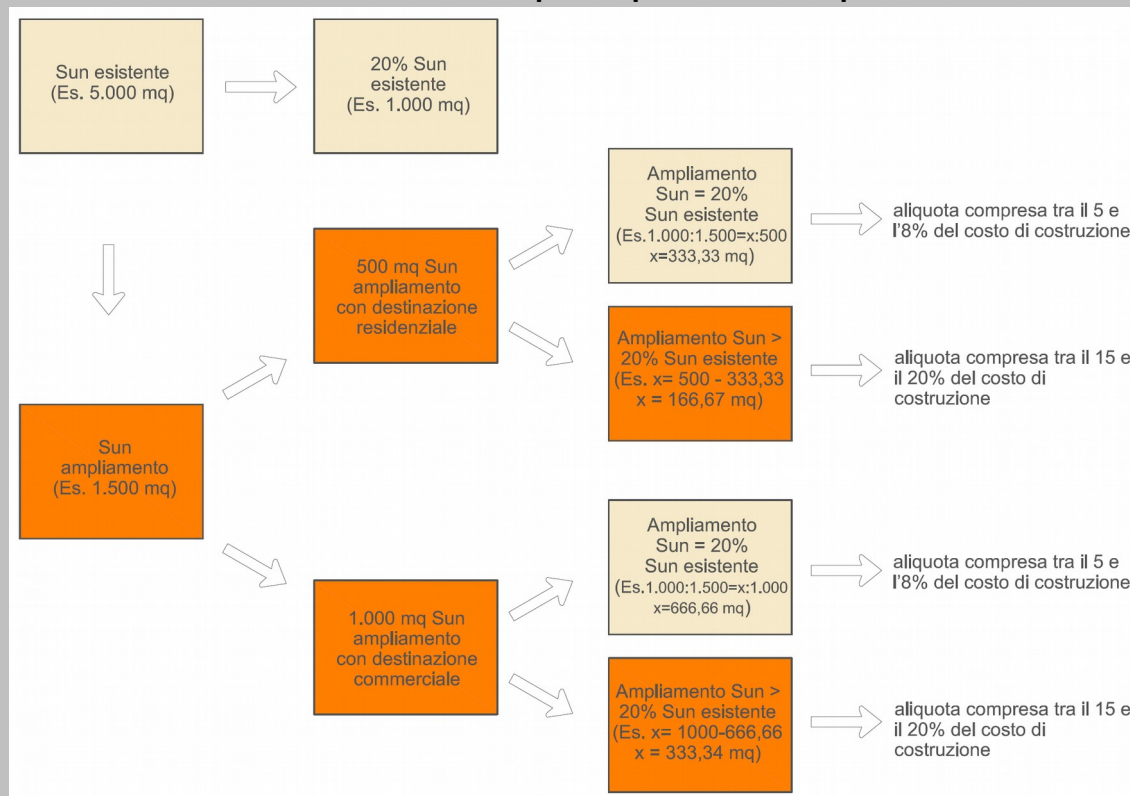 Sun esistente
(Es. 5.000 mq)
20% Sun
esistente
(Es. 1.000 mq)
Ampliamento
Sun = 20%
Sun esistente
(Es.1.000:1.500=x:500
x=333,33 mq)
aliquota compresa tra il 5 e
l'8% del costo di costruzione
500 mq Sun
ampliamento
con destinazione
residenziale
Ampliamento Sun >
20% Sun esistente
(Es. x= 500 - 333,33
x = 166,67 mq)
aliquota compresa tra il 15 e
il 20% del costo di
costruzione
Sun
ampliamento
(Es. 1.500 mq)
Ampliamento
Sun = 20%
Sun esistente
(Es.1.000:1.500=x:1.000
x=666,66 mq)
aliquota compresa tra il 5 e
l'8% del costo di costruzione
1.000 mq Sun
ampliamento
con destinazione
commerciale
Ampliamento Sun >
20% Sun esistente
(Es. x= 1000-666,66
x = 333,34 mq)
aliquota compresa tra il 15 e
il 20% del costo di
costruzione